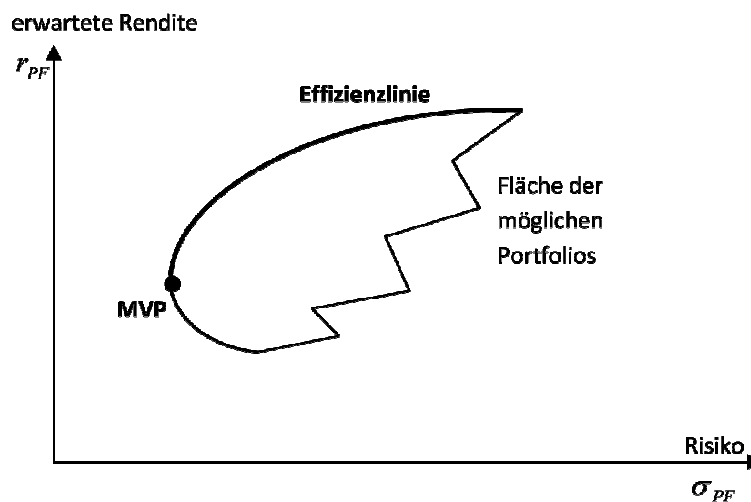 erwartete Rendite
r_PF
Effizienzlinie
Fläche der
möglichen
Portfolios
MVP
Risiko
σ_PF